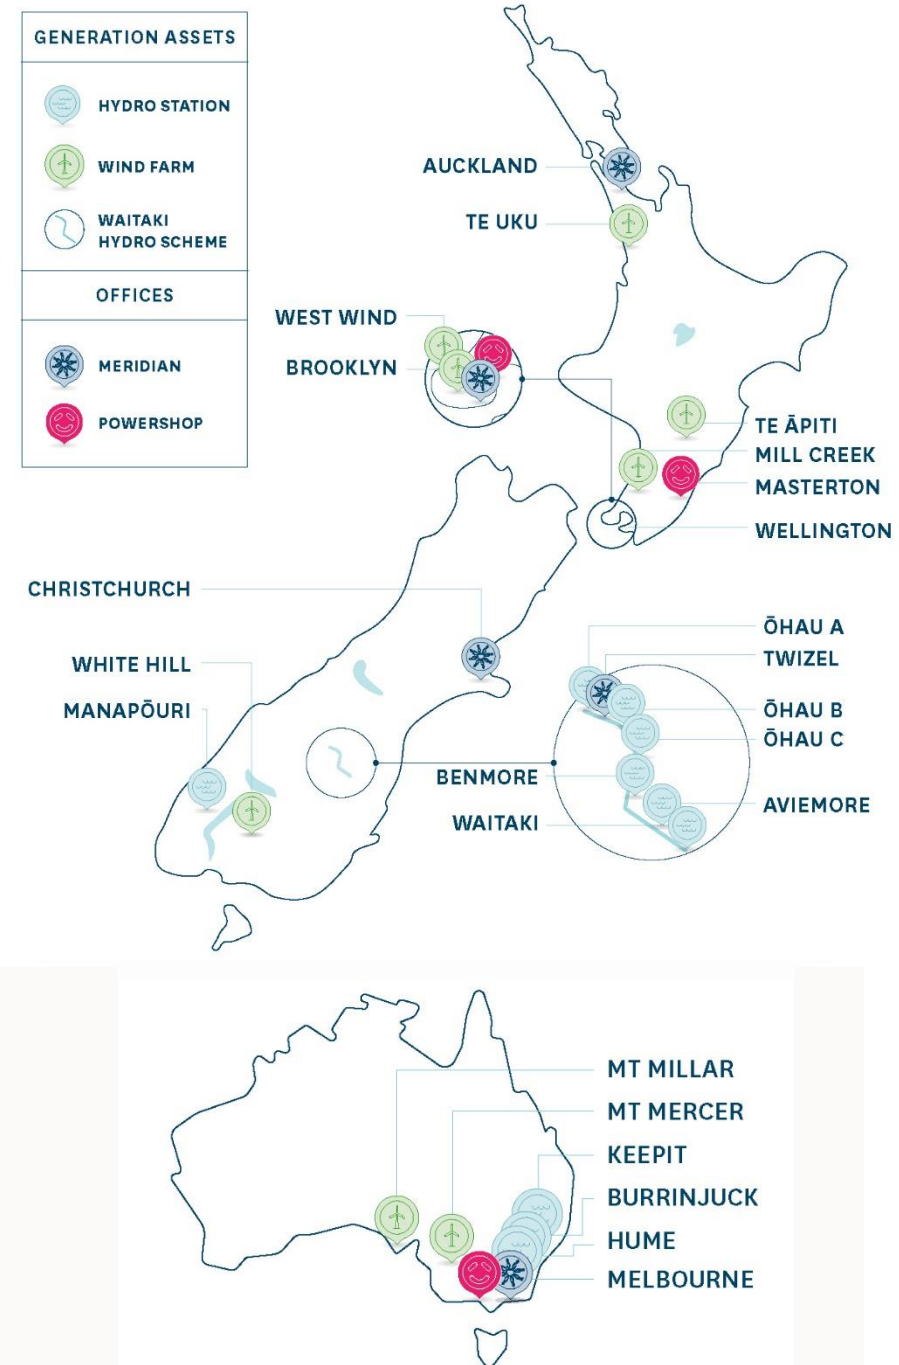 GENERATION ASSETS
HYDRO STATION
WIND FARM
WAITAKI
HYDRO SCHEME
OFFICES
MERIDIAN
POWERSHOP
AUCKLAND
TE UKU
WEST WIND
BROOKLYN
TE ĀPITI
MILL CREEK
MASTERTON
WELLINGTON
CHRISTCHURCH
WHITE HILL
MANAPŌURI
ŌHAU A
TWIZEL
ŌHAU B
ŌHAU C
BENMORE
AVIEMORE
WAITAKI
MT MILLAR
MT MERCER
KEEPIT
BURRINJUCK
HUME
MELBOURNE